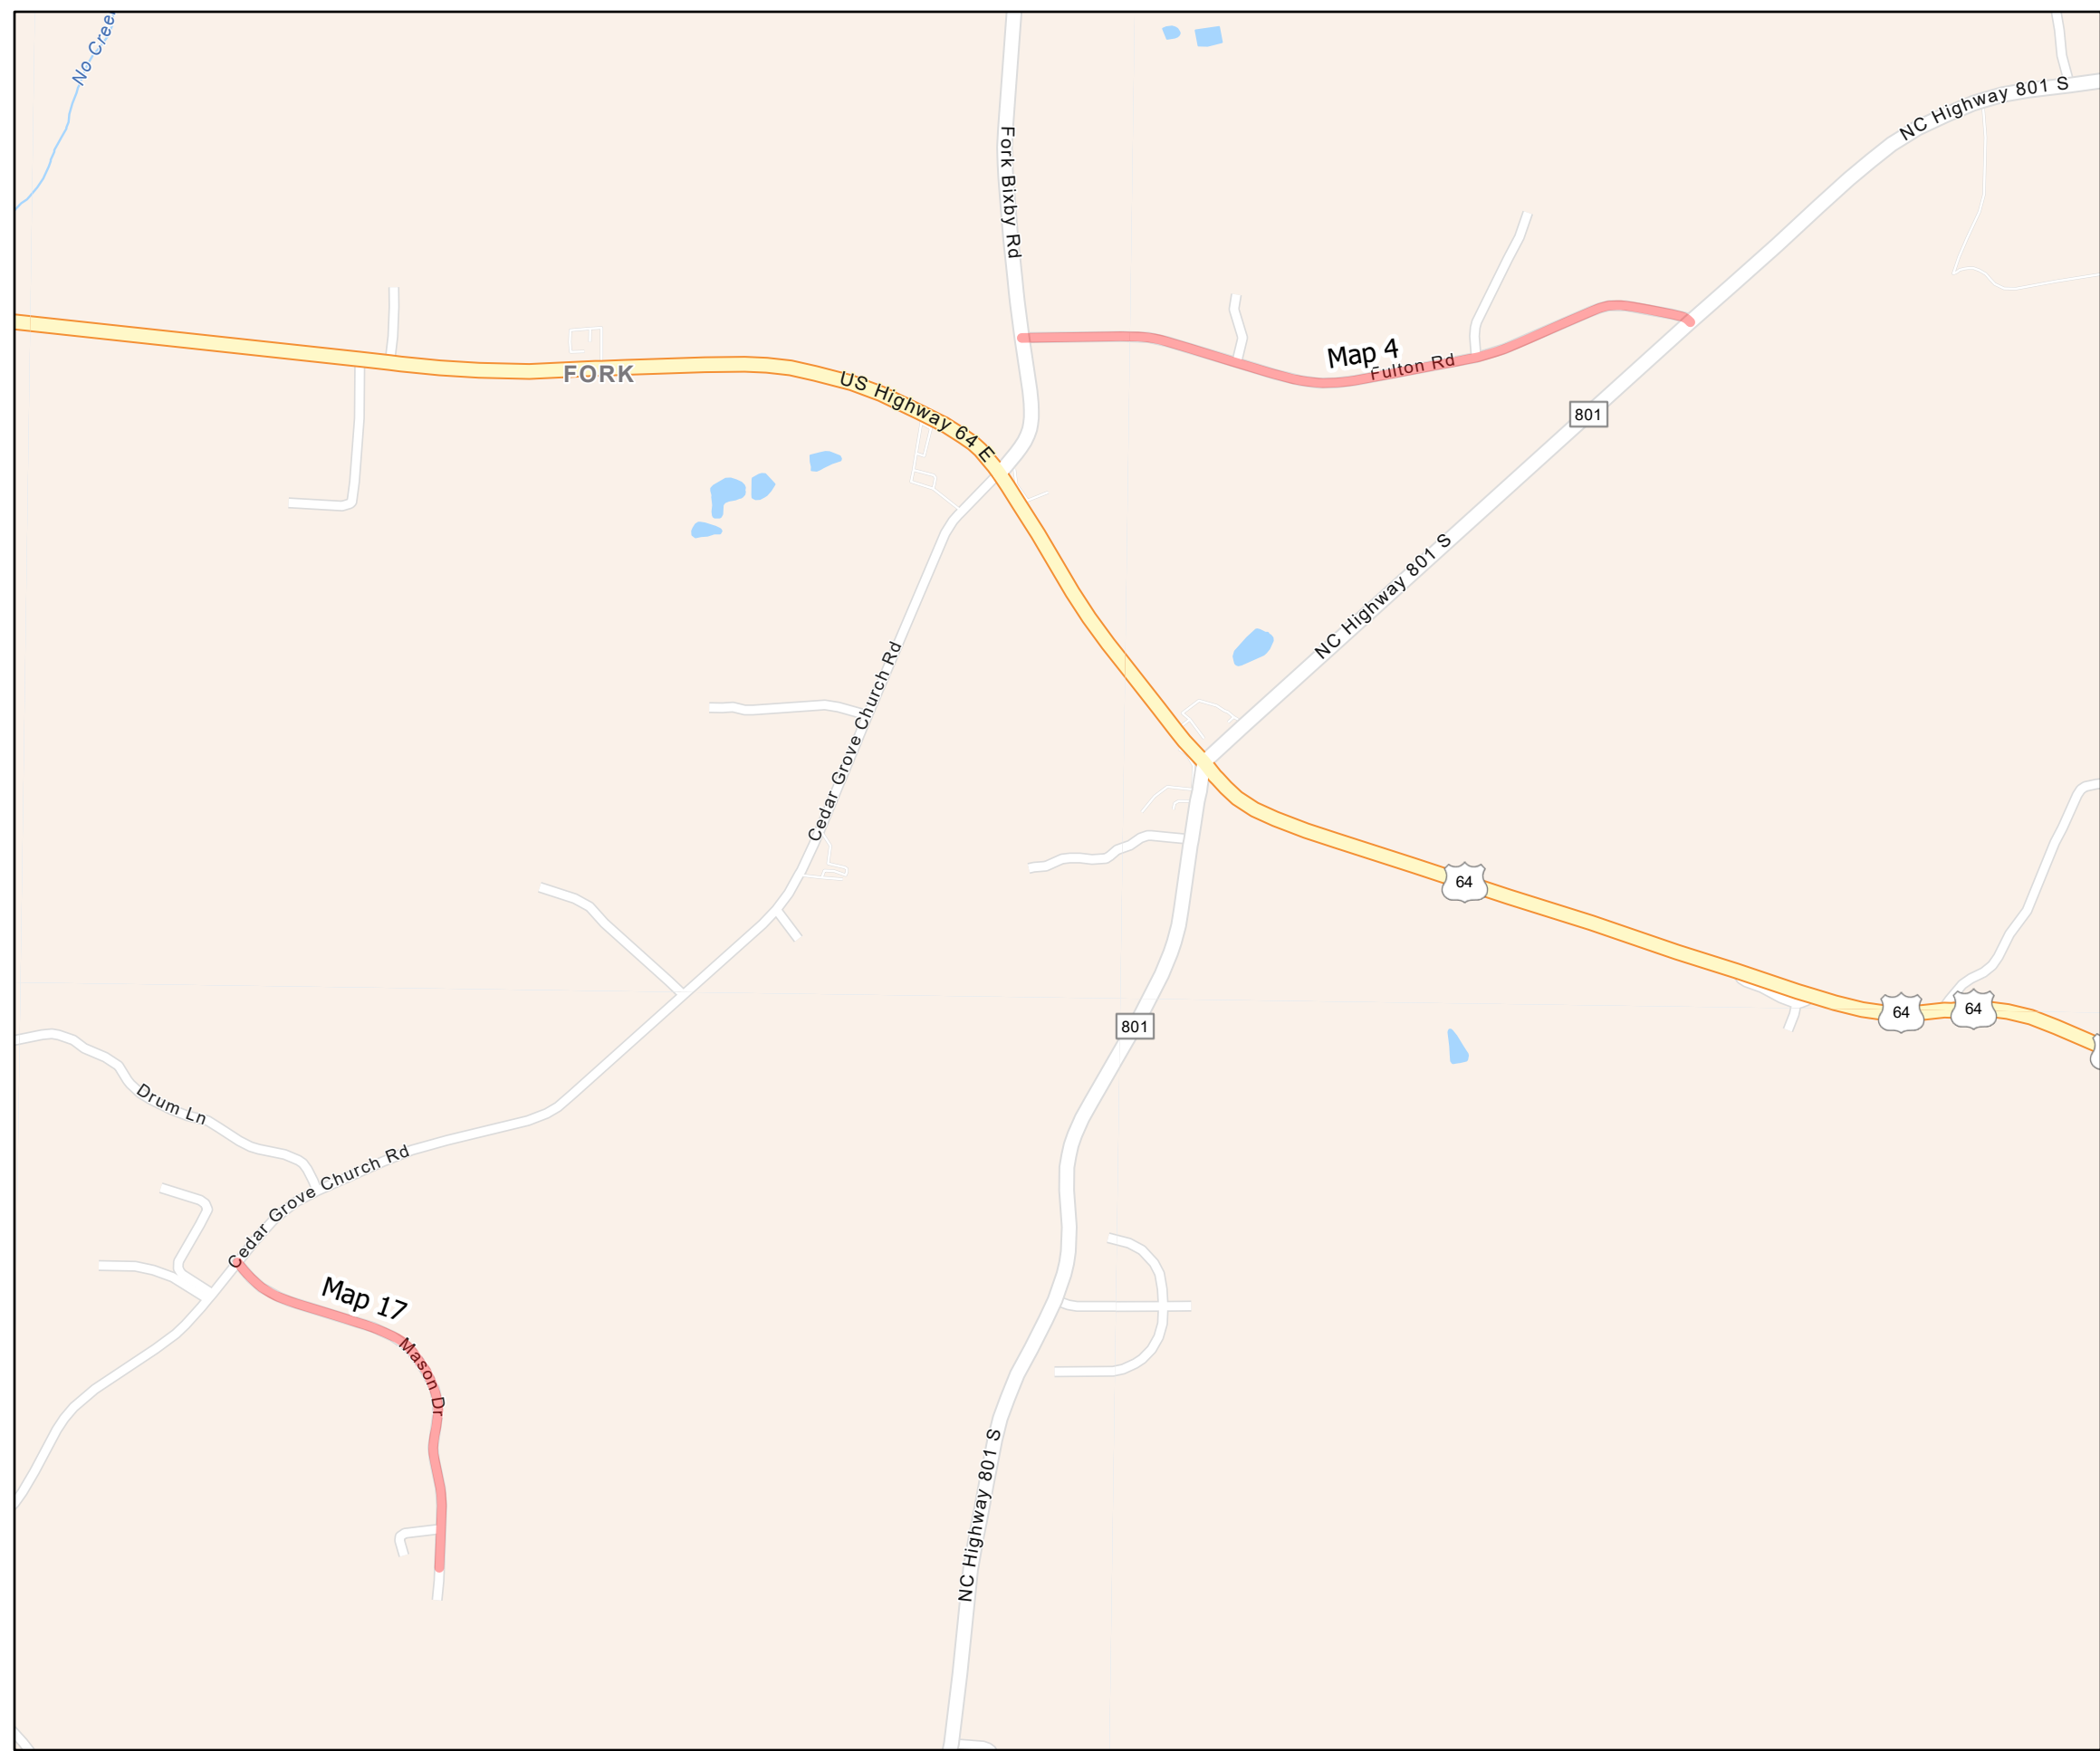 No-Cree
NC Highway 801 S
Fork Bixby Rd
Map 4
Fulton Rd
FORK
US Highway 64 E
801
NC Highway 801 S
Cedar Grove Church Rd
64
64
64
801
Drum Ln
Cedar Grove Church Rd
Map 17
Mason Dr
NC Highway 801 S